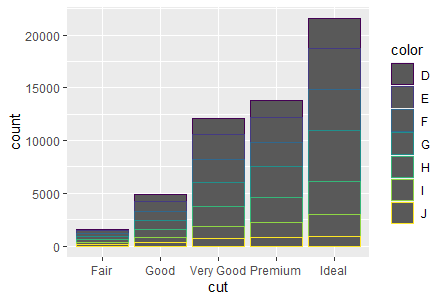 20000
15000
10000
5000
0
count
Fair Good Very Good Premium Ideal
cut
color
D
E
F
G
H
I
J